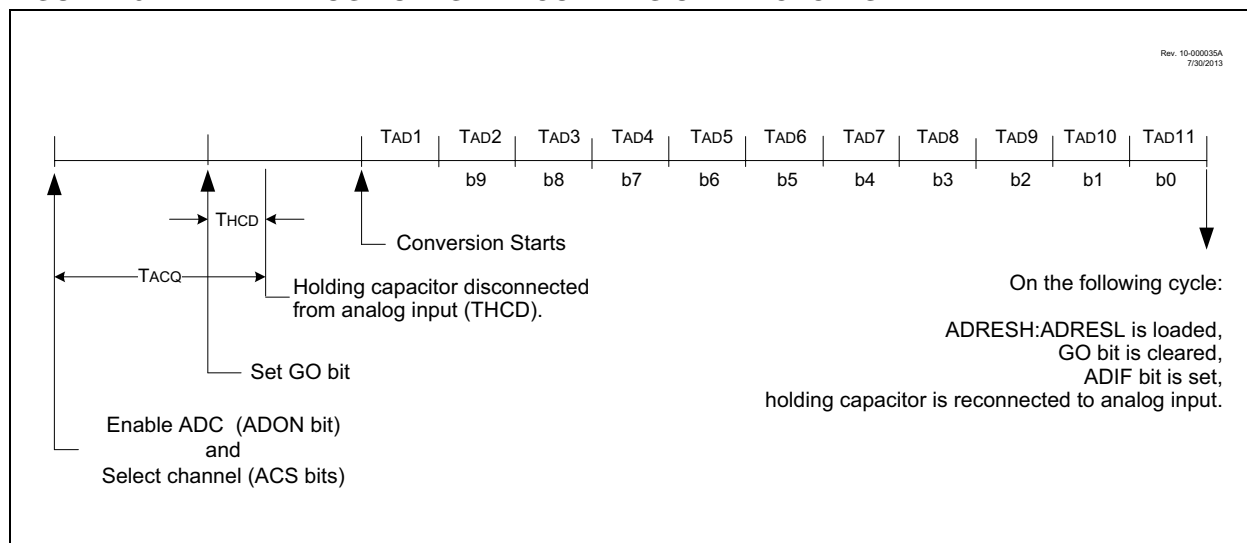 Rev. 10-000035A
7/30/2013
TAD1 TAD2 TAD3 TAD4 TAD5 TAD6 TAD7 TAD8 TAD9 TAD10 TAD11
b9 b8 b7 b6 b5 b4 b3 b2 b1 b0
THCD
Conversion Starts
TACQ
Holding capacitor disconnected
from analog input (THCD).
Set GO bit
Enable ADC (ADON bit)
and
Select channel (ACS bits)
On the following cycle:
ADRESH:ADRESL is loaded,
GO bit is cleared,
ADIF bit is set,
holding capacitor is reconnected to analog input.